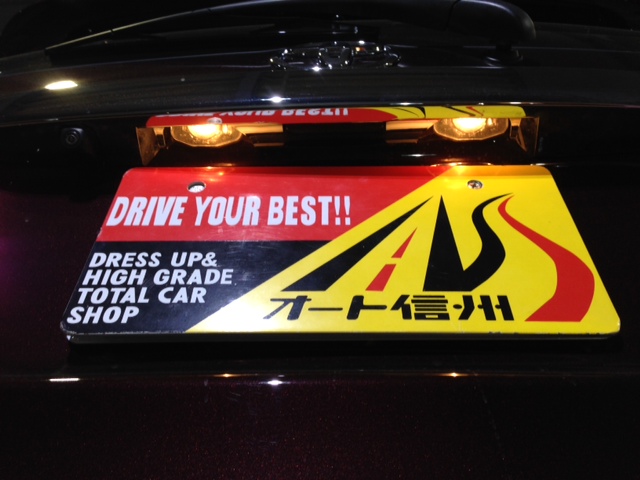 DRIVE YOUR BEST!!
DRESS UP&
HIGH GRADE
TOTAL CAR
SHOP
AS
オート信州